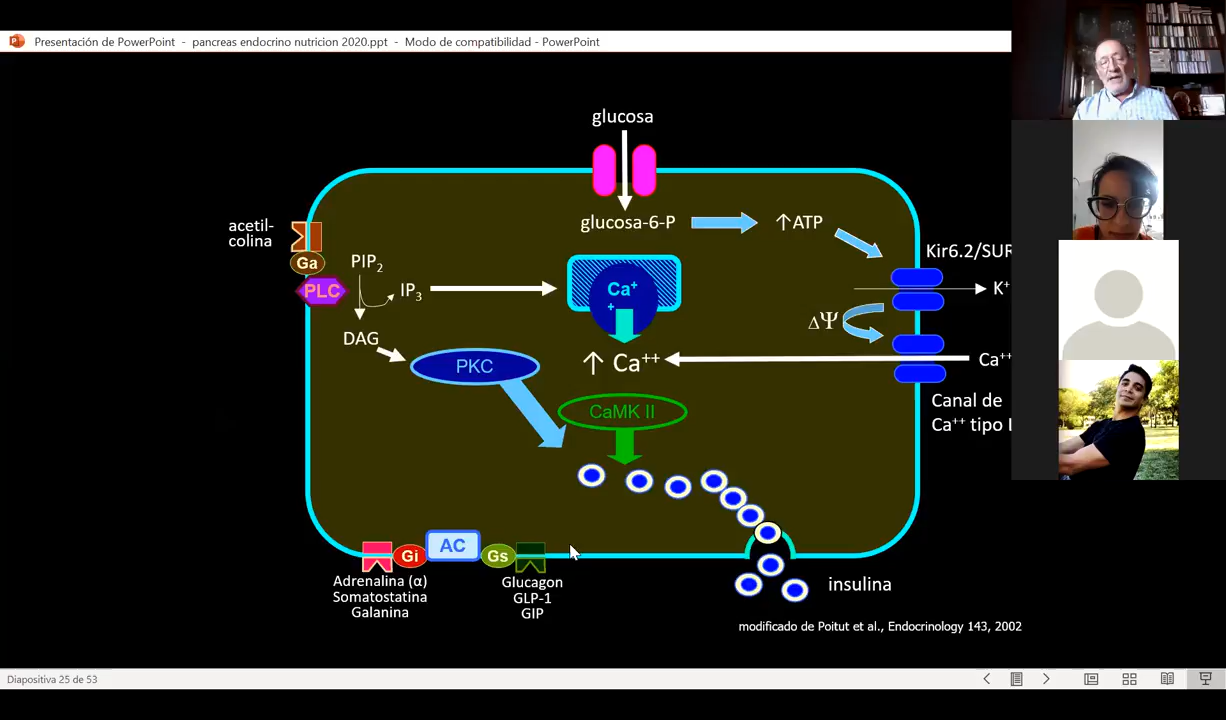 Presentación de PowerPoint - pancreas endocrino nutricion 2020.ppt - Modo de compatibilidad - PowerPoint
glucosa
glucosa-6-P
↑ATP
acetil-
colina
Ga
PLC
PIP2
IP3
DAG
PKC
Ca+
+
↑ Ca++
CaMK II
Kir6.2/SUR
K+
ΔΨ
Ca++
Canal de
Ca++ tipo
AC
Gi
Gs
Adrenalina (α)
Somatostatina
Galanina
Glucagon
GLP-1
GIP
insulina
modificado de Poitut et al., Endocrinology 143, 2002
Diapositiva 25 de 53